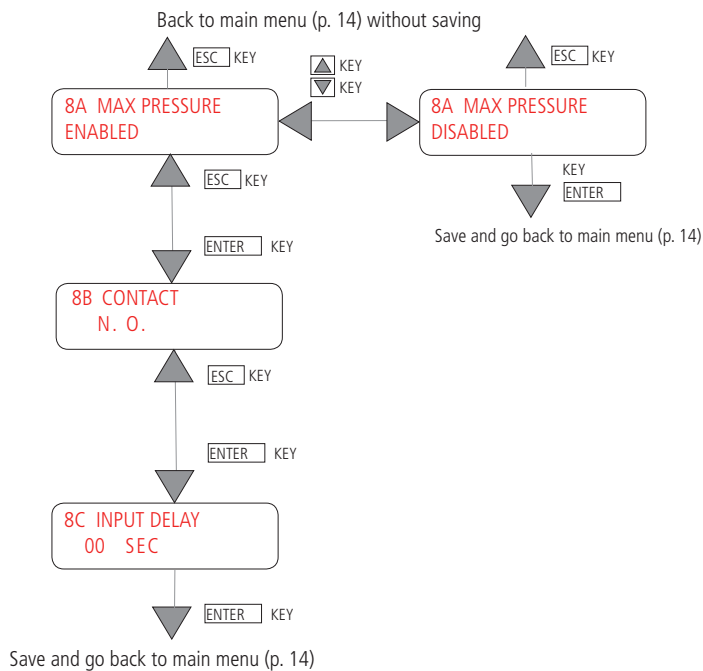 Back to main menu (p. 14) without saving
ESC KEY
KEY
KEY
ESC KEY
8A MAX PRESSURE
ENABLED
8A MAX PRESSURE
DISABLED
ESC KEY
KEY
ENTER
Save and go back to main menu (p. 14)
ENTER KEY
8B CONTACT
N. O.
ESC KEY
ENTER KEY
8C INPUT DELAY
00 SEC
ENTER KEY
Save and go back to main menu (p. 14)